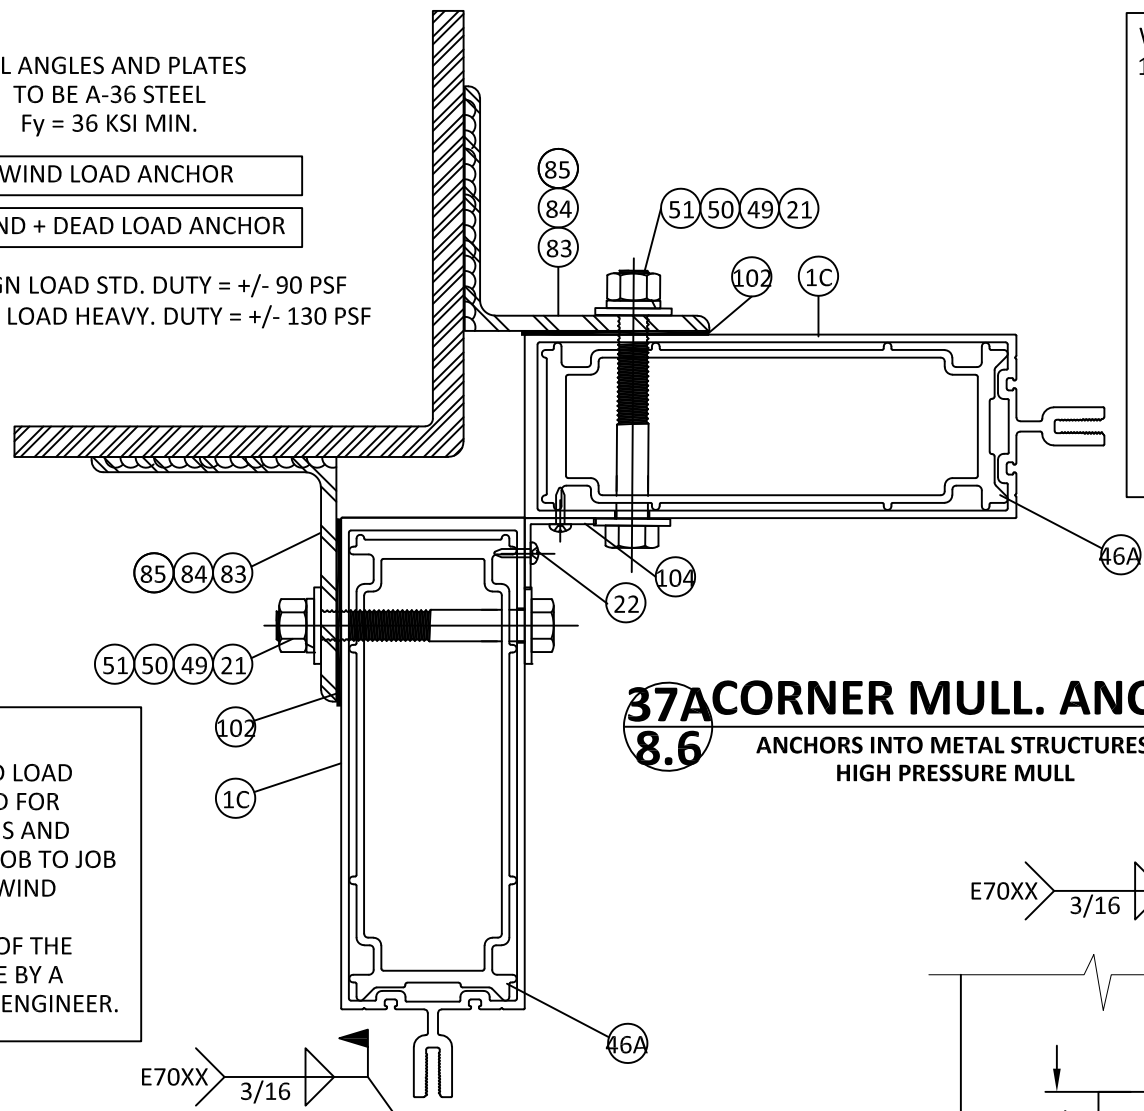 L ANGLES AND PLATES
TO BE A-36 STEEL
Fy = 36 KSI MIN.
WIND LOAD ANCHOR
ND + DEAD LOAD ANCHOR
GN LOAD STD. DUTY = +/- 90 PSF
LOAD HEAVY. DUTY = +/- 130 PSF
85
84
83
51 50 49 21
102
1C
46A
104
22
85 84 83
51 50 49 21
102
1C
37A
8.6
CORNER MULL. ANC
ANCHORS INTO METAL STRUCTURES
HIGH PRESSURE MULL
D LOAD
D FOR
S AND
OB TO JOB
WIND
OF THE
E BY A
ENGINEER.
46A
E70XX
3/16
E70XX
3/16